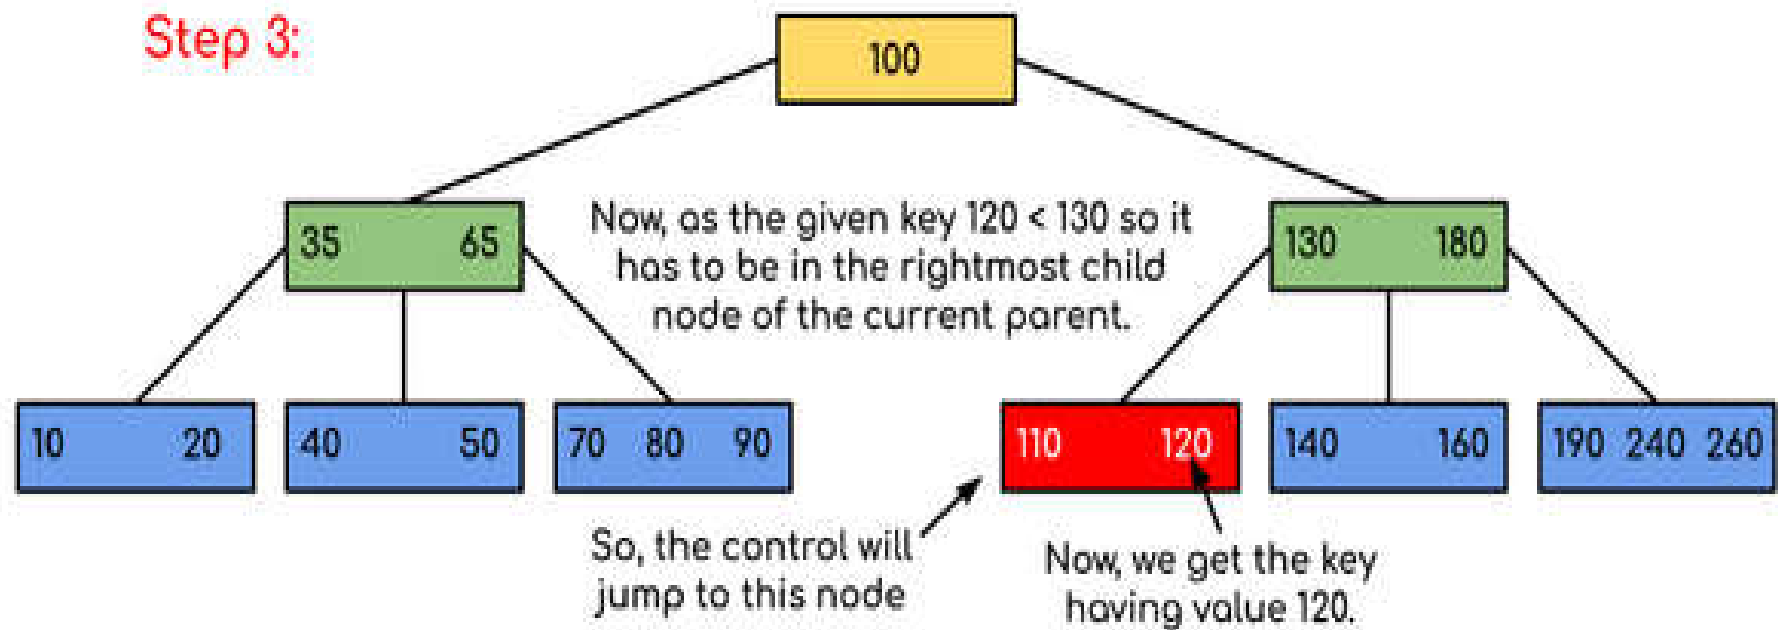 Step 3:
100
Now, as the given key 120 < 130 so it
has to be in the rightmost child
node of the current parent.
35 65
130 180
10 20
40 50
70 80 90
110 120
140 160
190 240 260
So, the control will
jump to this node
Now, we get the key
having value 120.